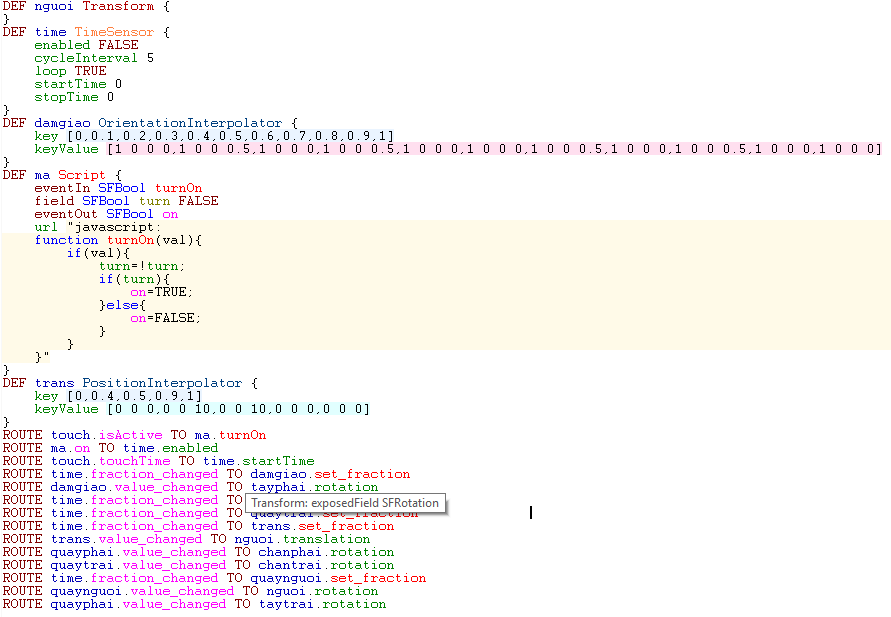 DEF nguoi Transform {
}
DEF time TimeSensor {
enabled FALSE
cycleInterval 5
loop TRUE
startTime 0
stopTime 0
}
DEF damgiao OrientationInterpolator {
key [0,0.1,0.2,0.3,0.4,0.5,0.6,0.7,0.8,0.9,1]
keyValue [1 0 0 0,1 0 0 0.5,1 0 0 0,1 0 0 0.5,1 0 0 0,1 0 0 0,1 0 0 0.5,1 0 0 0,1 0 0 0.5,1 0 0 0,1 0 0 0]
}
DEF ma Script {
eventIn SFBool turnOn
field SFBool turn FALSE
eventOut SFBool on
url "javascript:
function turnOn(val){
if(val){
turn=!turn;
if(turn){
on=TRUE;
}else{
on=FALSE;
}
}
}"
}
DEF trans PositionInterpolator {
key [0,0.4,0.5,0.9,1]
keyValue [0 0 0,0 0 10,0 0 10,0 0 0,0 0 0]
}
ROUTE touch.isActive TO ma.turnOn
ROUTE ma.on TO time.enabled
ROUTE touch.touchTime TO time.startTime
ROUTE time.fraction_changed TO damgiao.set_fraction
ROUTE damgiao.value_changed TO tayphai.rotation
ROUTE time.fraction_changed TO
Transform: exposedField SFRotation
ROUTE time.fraction_changed TO quaytrai.set_fraction
ROUTE time.fraction_changed TO trans.set_fraction
ROUTE trans.value_changed TO nguoi.translation
ROUTE quayphai.value_changed TO chanphai.rotation
ROUTE quaytrai.value_changed TO chantrai.rotation
ROUTE time.fraction_changed TO quaynguoi.set_fraction
ROUTE quaynguoi.value_changed TO nguoi.rotation
ROUTE quayphai.value_changed TO taytrai.rotation